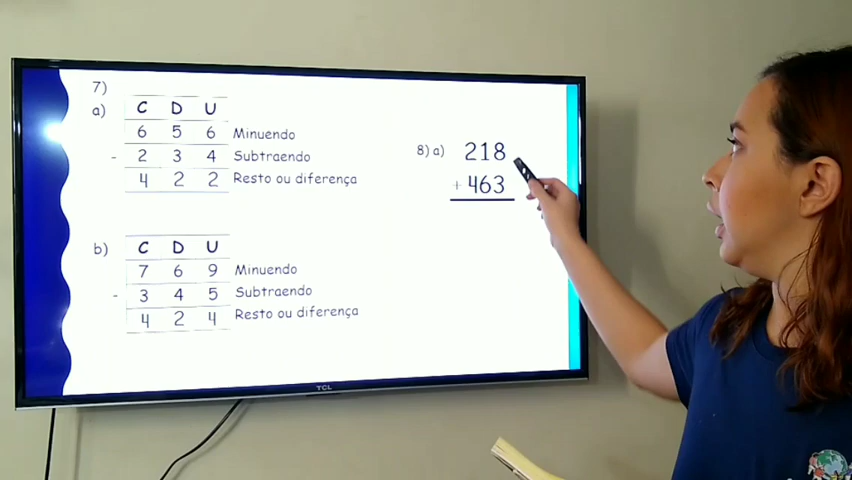 7)
a) C D U
6 5 6 Minuendo
- 2 3 4 Subtraendo
4 2 2 Resto ou diferença
b) C D U
7 6 9 Minuendo
- 3 4 5 Subtraendo
4 2 4 Resto ou diferença
8) a) 218
+ 463
TCL